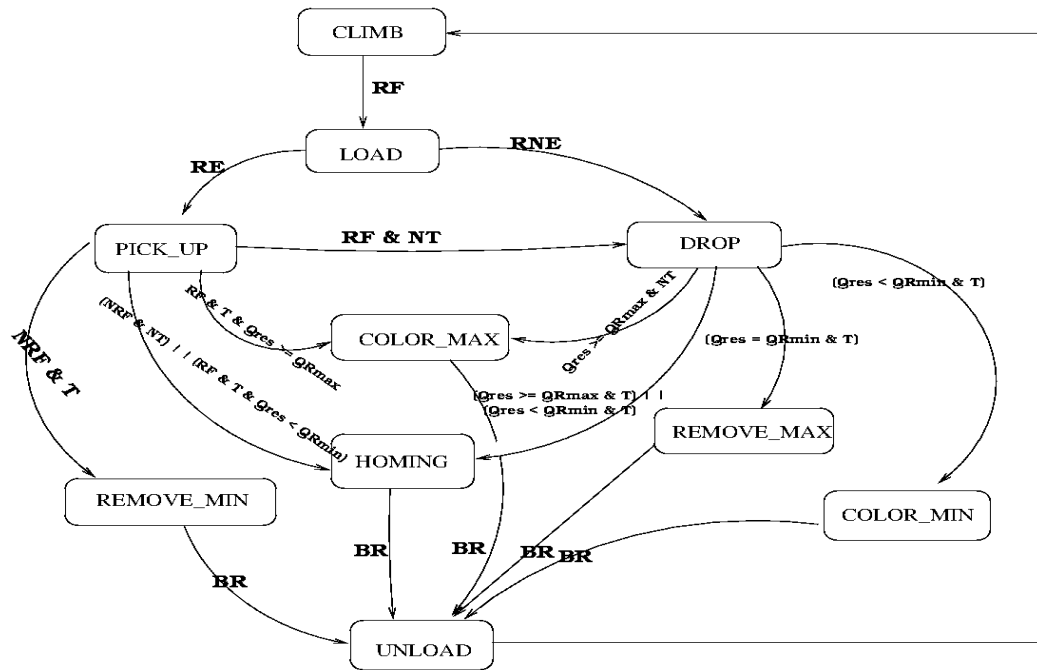 CLIMB
RF
LOAD
RE
RNE
PICK_UP
RF & NT
DROP
(Qres < QRmin & T)
RF & T & Qres >= QRmax
Qres >= QRmax & NT
COLOR_MAX
(Qres = QRmin & T)
NRF & T
(NRF & NT) | | (RF & T & Qres < QRmin)
(Qres >= QRmax & T) | |
(Qres < QRmin & T)
REMOVE_MAX
HOMING
REMOVE_MIN
COLOR_MIN
BR
BR
BR
BR
BR
UNLOAD